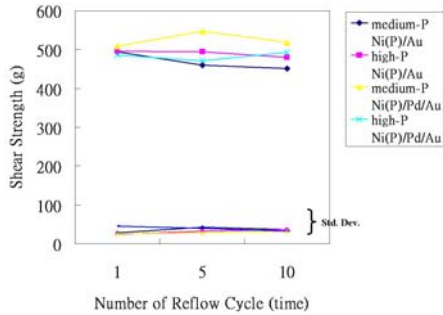 600
500
400
300
200
100
0
Shear Strength (g)
1 5 10
Number of Reflow Cycle (time)
Std. Dev.
medium-P
Ni(P)/Au
high-P
Ni(P)/Au
medium-P
Ni(P)/Pd/Au
high-P
Ni(P)/Pd/Au